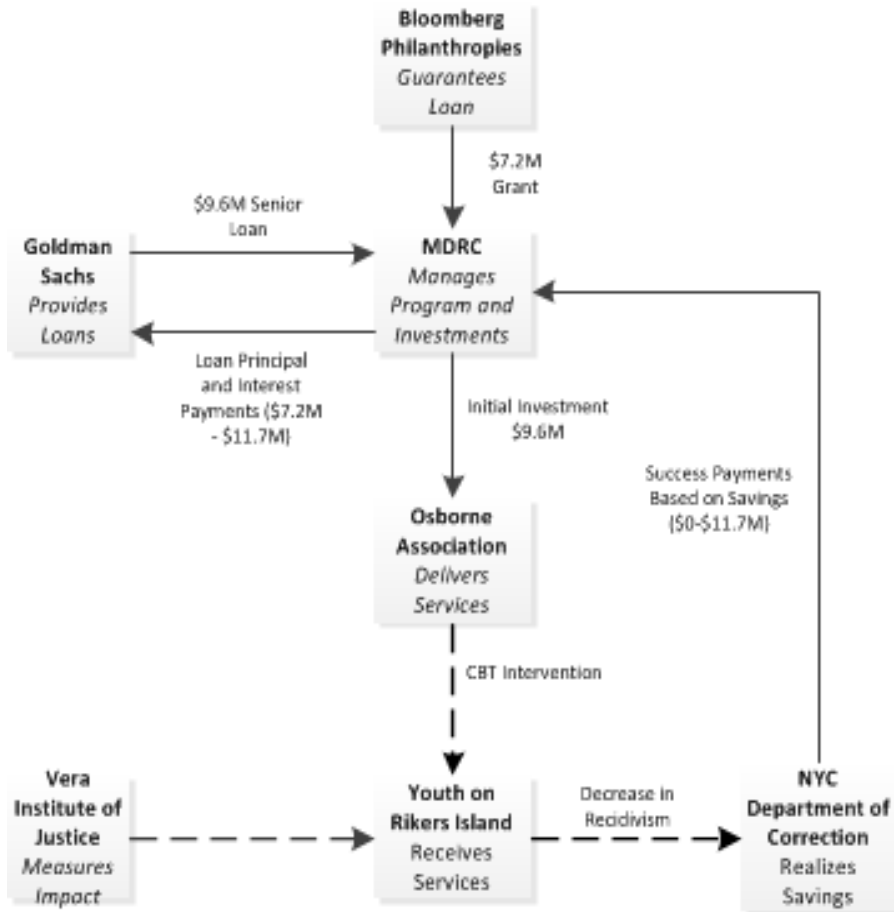 Bloomberg
Philanthropies
Guarantees
Loan
$7.2M
Grant
$9.6M Senior
Loan
Goldman
Sachs
Provides
Loans
MDRC
Manages
Program and
Investments
Loan Principal
and Interest
Payments ($7.2M
- $11.7M)
Initial Investment
$9.6M
Success Payments
Based on Savings
($0-$11.7M)
Osborne
Association
Delivers
Services
CBT Intervention
Vera
Institute of
Justice
Measures
Impact
Youth on
Rikers Island
Receives
Services
Decrease in
Recidivism
NYC
Department of
Correction
Realizes
Savings